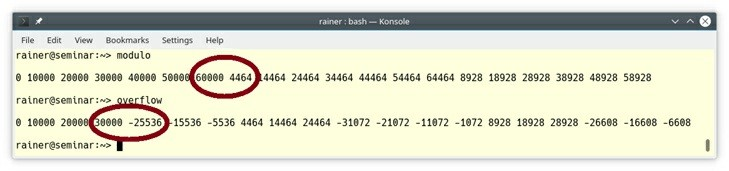 rainer : bash — Konsole
File Edit View Bookmarks Settings Help
rainer@seminar:~> modulo
0 10000 20000 30000 40000 50000 60000 4464 14464 24464 34464 44464 54464 64464 8928 18928 28928 38928 48928 58928
rainer@seminar:~> overflow
0 10000 20000 30000 -25536 -15536 -5536 4464 14464 24464 -31072 -21072 -11072 -1072 8928 18928 28928 -26608 -16608 -6608
rainer@seminar:~>